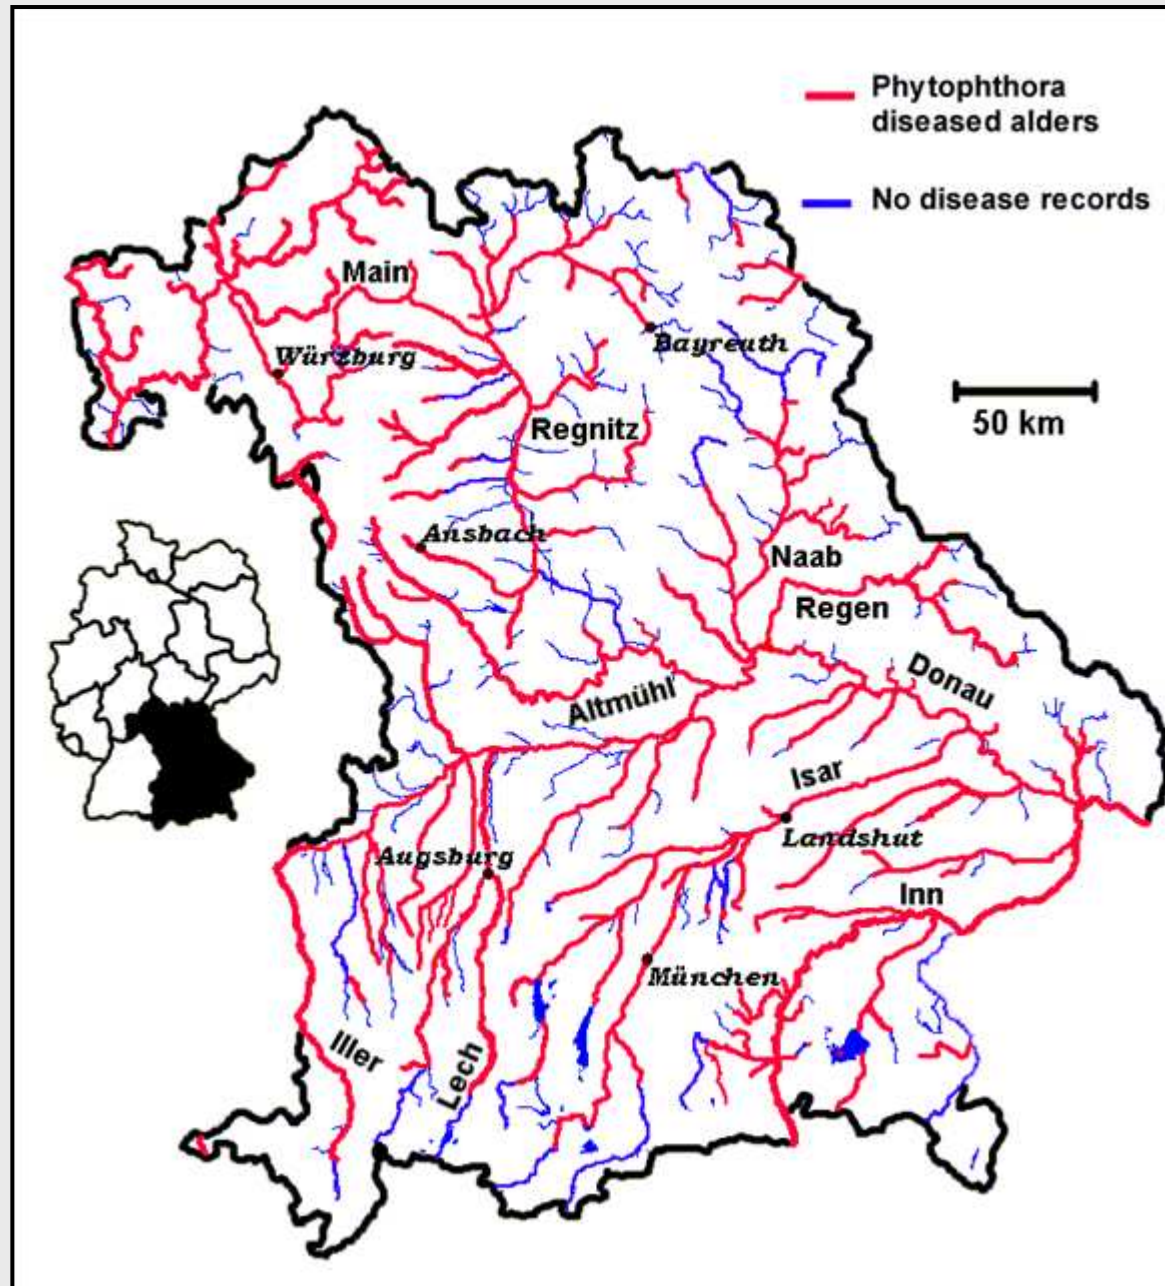 Phytophthora
diseased alders
No disease records
Main
Würzburg
Bayreuth
50 km
Regnitz
Ansbach
Naab
Regen
Donau
Altmühl
Isar
Landshut
Augsburg
Inn
München
Iller
Lech